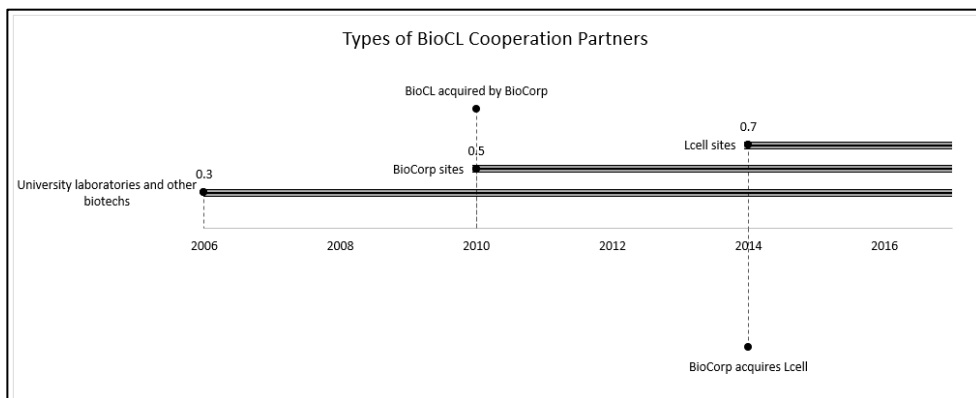 Types of BioCL Cooperation Partners
BioCL acquired by BioCorp
0.7
Lcell sites
0.5
BioCorp sites
0.3
University laboratories and other
biotechs
2006 2008 2010 2012 2014 2016
BioCorp acquires Lcell